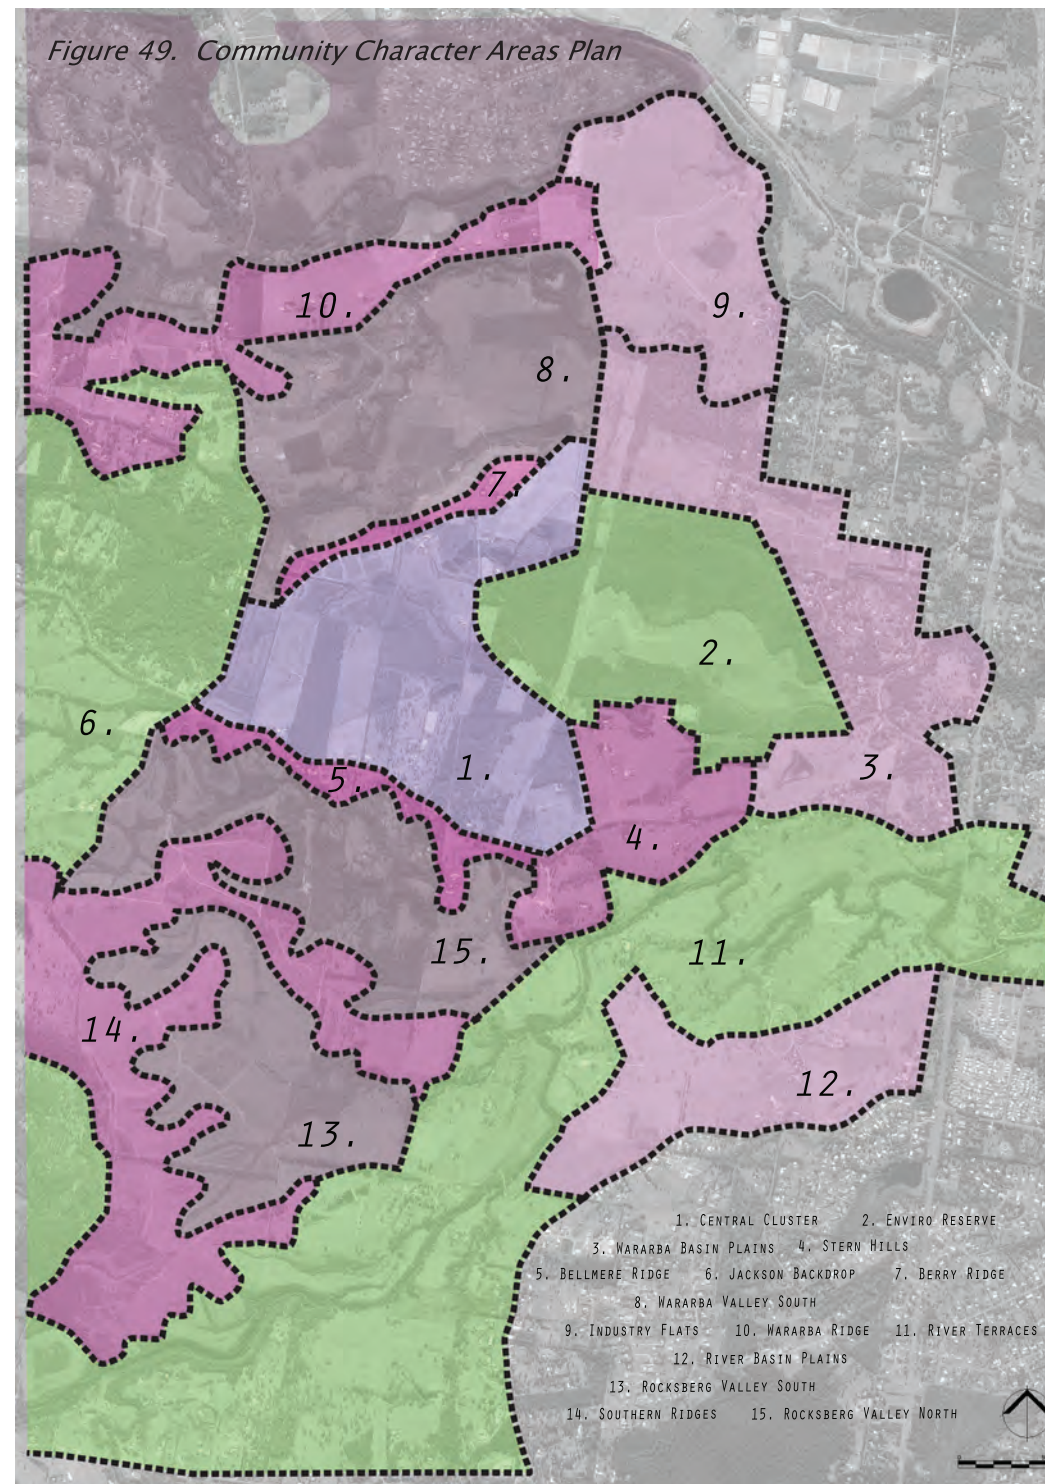 Figure 49. Community Character Areas Plan
10.
9.
8.
7.
2.
6.
5.
1.
3.
4.
15.
11.
14.
12.
13.
1. CENTRAL CLUSTER 2. ENVIRO RESERVE
3. WARARBA BASIN PLAINS 4. STERN HILLS
5. BELLMERE RIDGE 6. JACKSON BACKDROP 7. BERRY RIDGE
8. WARARBA VALLEY SOUTH
9. INDUSTRY FLATS 10. WARARBA RIDGE 11. RIVER TERRACES
12. RIVER BASIN PLAINS
13. ROCKSBERG VALLEY SOUTH
14. SOUTHERN RIDGES 15. ROCKSBERG VALLEY NORTH